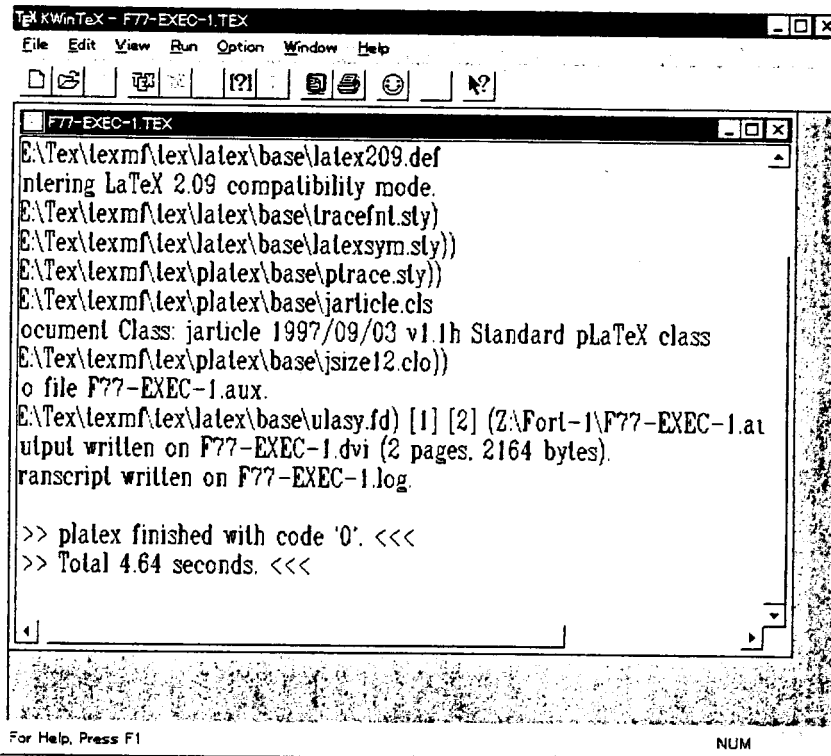 TEX KWinTeX - F77-EXEC-1.TEX
File Edit View Run Option Window Help
F77-EXEC-1.TEX
E:\Tex\texmf\tex\latex\base\latex209.def
ntering LaTeX 2.09 compatibility mode.
E:\Tex\texmf\tex\latex\base\tracefnt.sty)
E:\Tex\texmf\tex\latex\base\latexsym.sty))
E:\Tex\texmf\tex\platex\base\ptrace.sty))
E:\Tex\texmf\tex\platex\base\jarticle.cls
ocument Class: jarticle 1997/09/03 v1.1h Standard pLaTeX class
E:\Tex\texmf\tex\platex\base\jsize12.clo))
o file F77-EXEC-1.aux.
E:\Tex\texmf\tex\latex\base\ulasy.fd) [1] [2] (Z:\Fort-1\F77-EXEC-1.au
utput written on F77-EXEC-1.dvi (2 pages, 2164 bytes).
ranscript written on F77-EXEC-1.log.
>> platex finished with code '0'. <<<
>> Total 4.64 seconds. <<<
For Help, Press F1
NUM